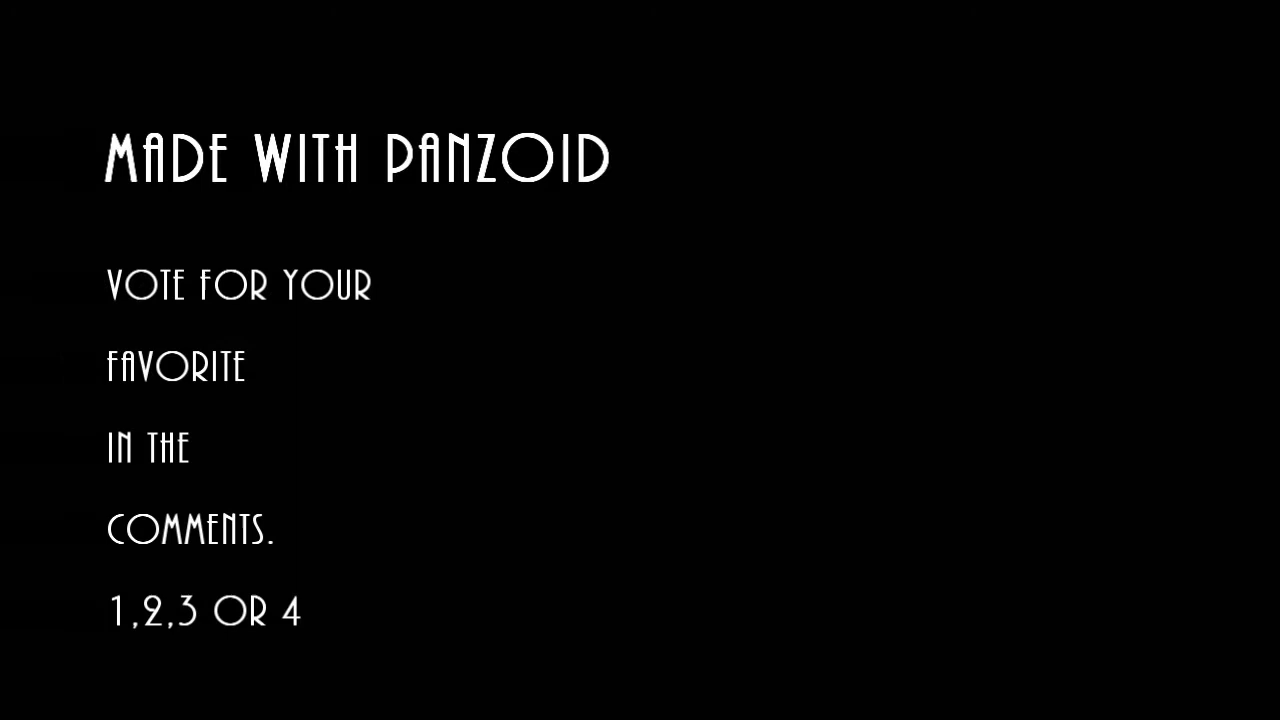 MADE WITH PANZOID
VOTE FOR YOUR
FAVORITE
IN THE
COMMENTS.
1,2,3 OR 4